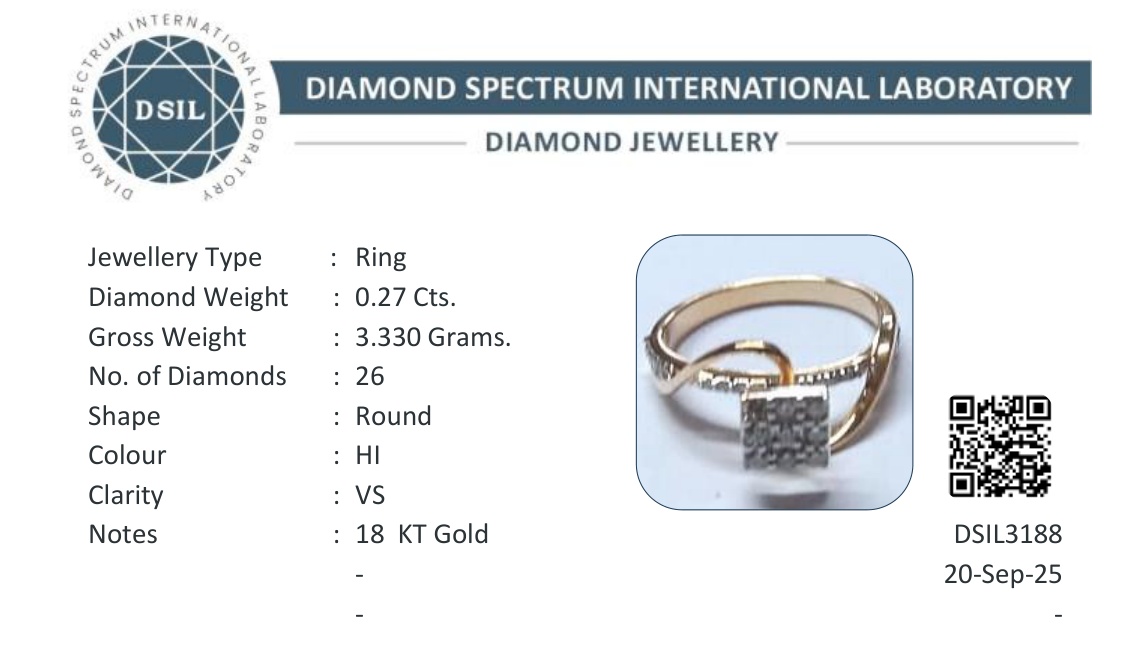 DIAMOND SPECTRUM INTERNATIONAL LABORATORY
DSIL
DIAMOND SPECTRUM INTERNATIONAL LABORATORY
DIAMOND JEWELLERY
Jewellery Type : Ring
Diamond Weight : 0.27 Cts.
Gross Weight : 3.330 Grams.
No. of Diamonds : 26
Shape : Round
Colour : HI
Clarity : VS
Notes : 18 KT Gold
-
-
DSIL3188
20-Sep-25
-